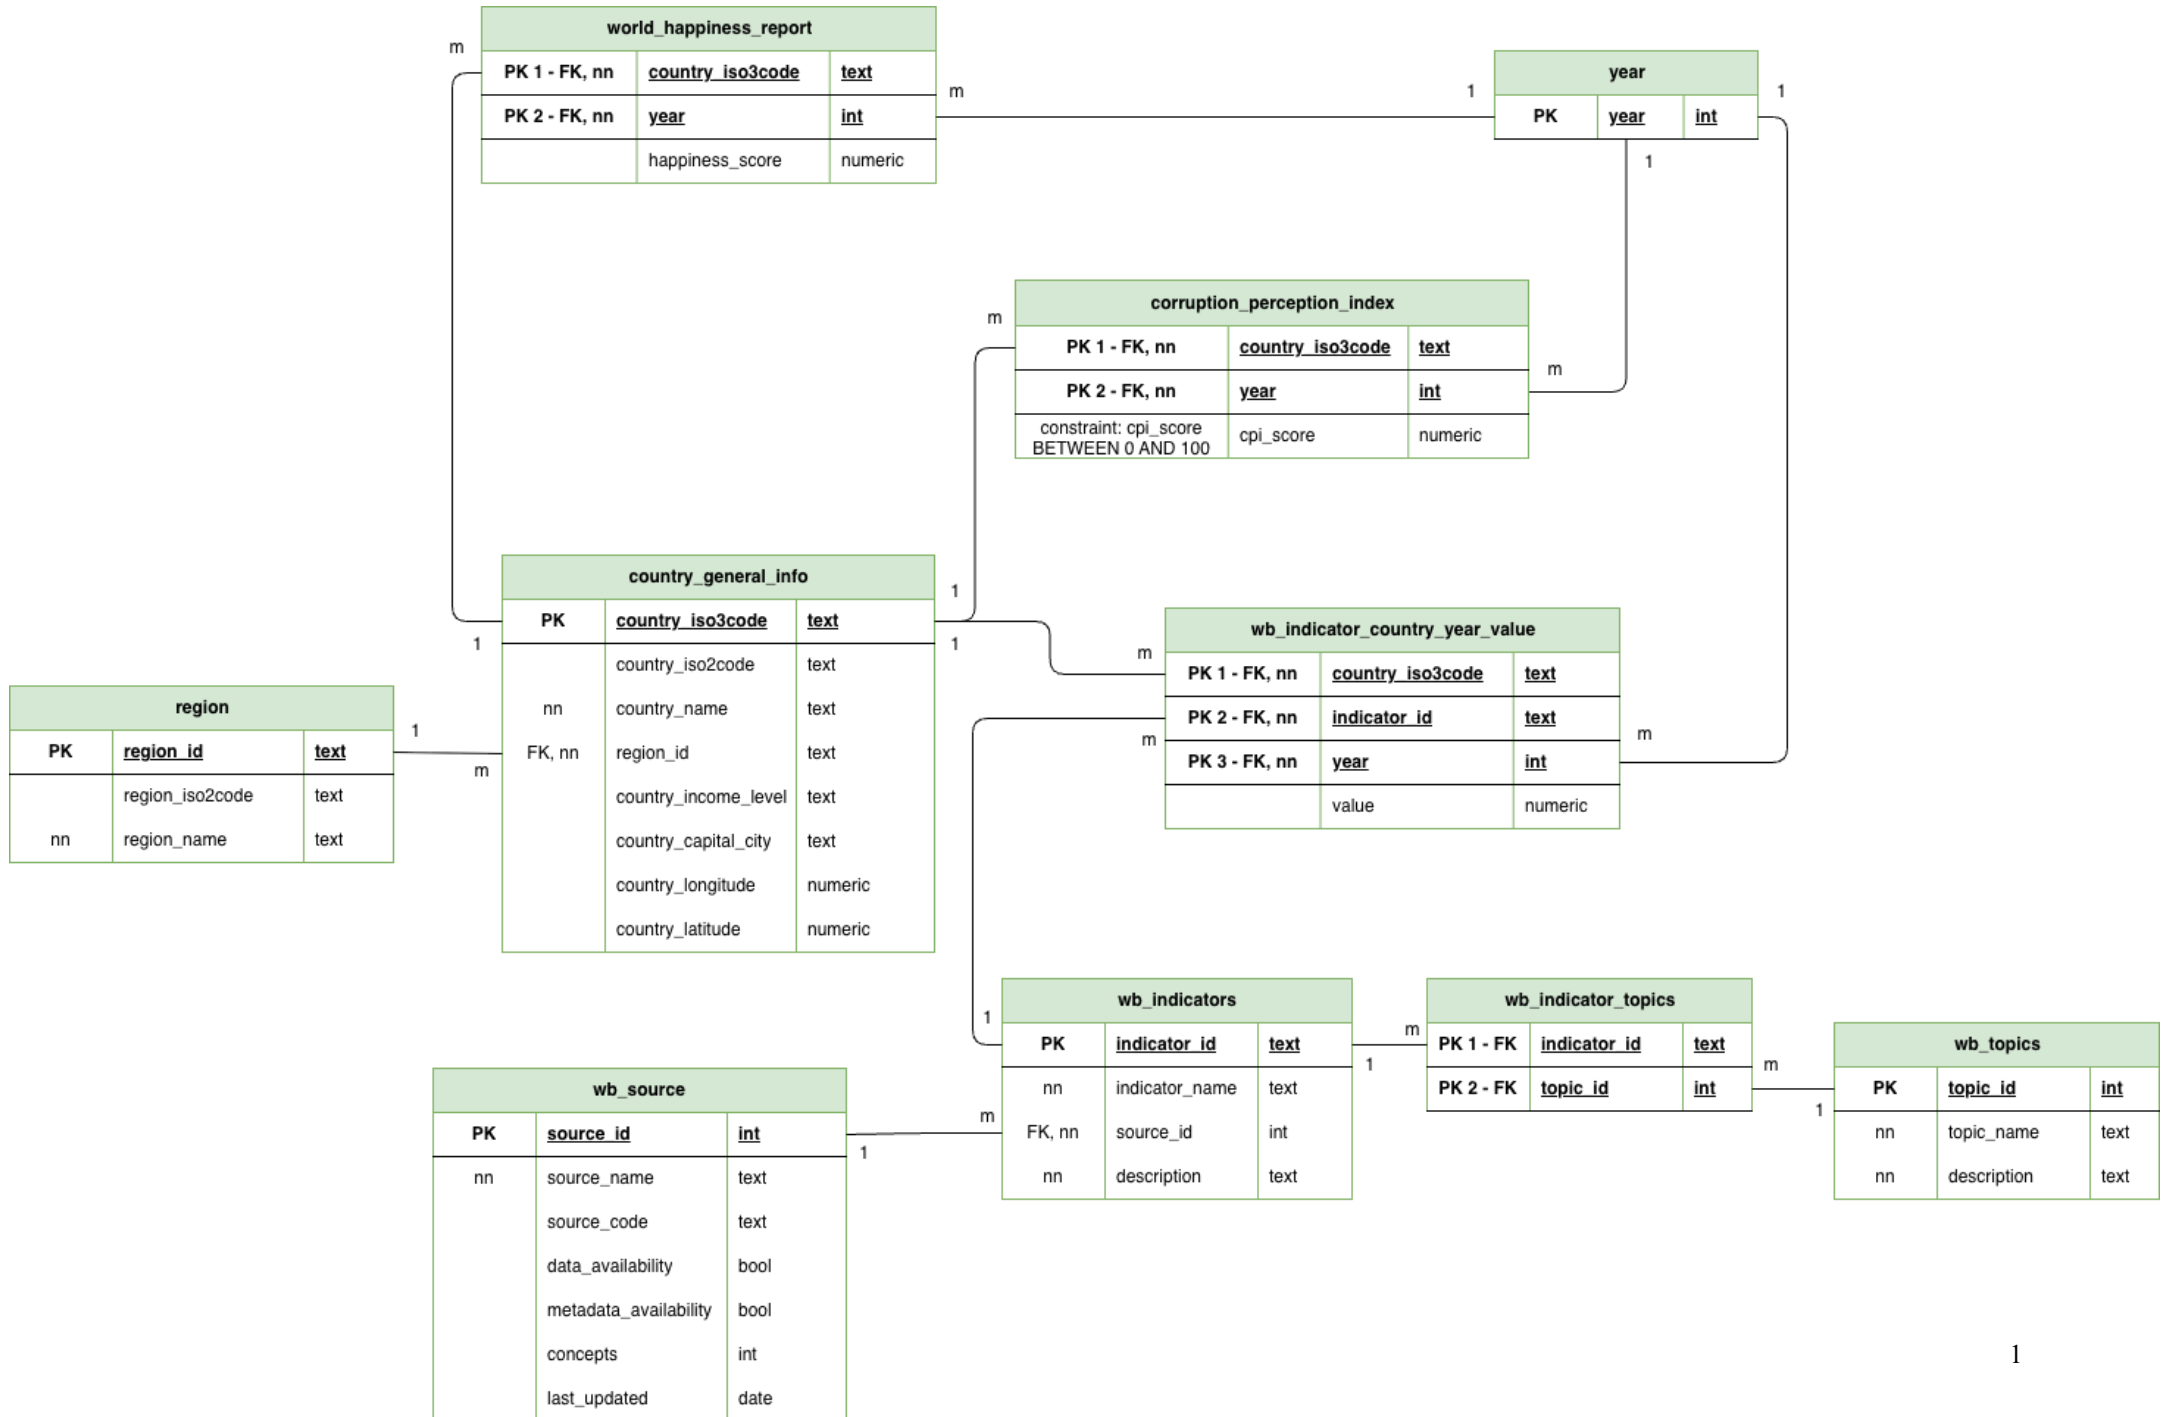 world_happiness_report
m
PK 1 - FK, nn country_iso3code text
PK 2 - FK, nn year int
happiness_score numeric
m
1
year
1
PK year int
1
corruption_perception_index
m
PK 1 - FK, nn country_iso3code text
PK 2 - FK, nn year int
m
constraint: cpi_score
BETWEEN 0 AND 100
cpi_score numeric
country_general_info
1
PK country_iso3code text
1
1
country_iso2code text
nn country_name text
FK, nn region_id text
country_income_level text
country_capital_city text
country_longitude numeric
country_latitude numeric
region
1
PK region_id text
m
region_iso2code text
nn region_name text
wb_indicator_country_year_value
m
PK 1 - FK, nn country_iso3code text
PK 2 - FK, nn indicator_id text
m
m
PK 3 - FK, nn year int
value numeric
wb_indicators
1
PK indicator_id text
1
nn indicator_name text
m
FK, nn source_id int
nn description text
wb_indicator_topics
m
PK 1 - FK indicator_id text
m
PK 2 - FK topic_id int
1
wb_topics
PK topic_id int
nn topic_name text
nn description text
wb_source
PK source_id int
1
nn source_name text
source_code text
data_availability bool
metadata_availability bool
concepts int
last_updated date
1